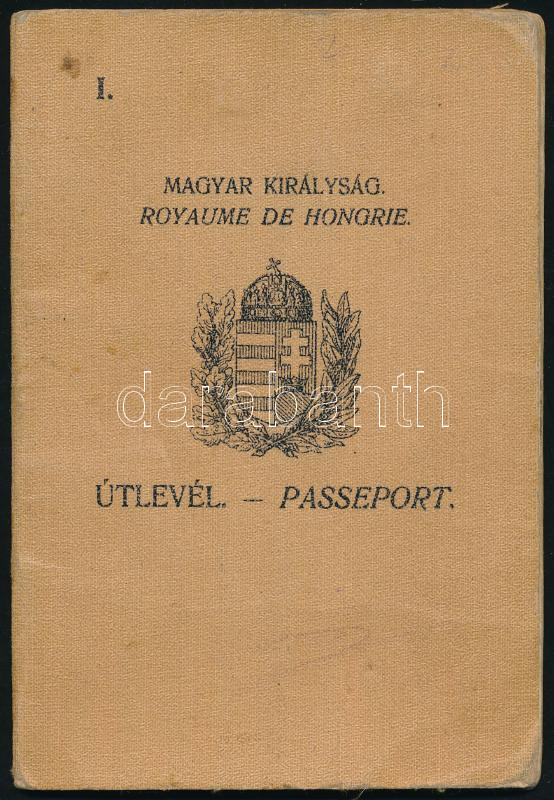 I.
MAGYAR KIRÁLYSÁG.
ROYAUME DE HONGRIE.
darabanth
ÚTLEVÉL. — PASSEPORT.